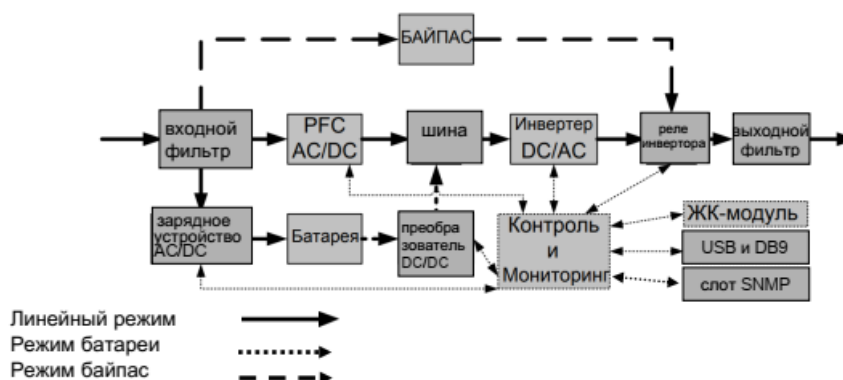 БАЙПАС
входной
фильтр
PFC
AC/DC
шина
Инвертер
DC/AC
реле
инвертора
выходной
фильтр
зарядное
устройство
AC/DC
Батарея
преобра
зователь
DC/DC
Контроль
и
Мониторинг
ЖК-модуль
USB и DB9
слот SNMP
Линейный режим
Режим батареи
Режим байпас